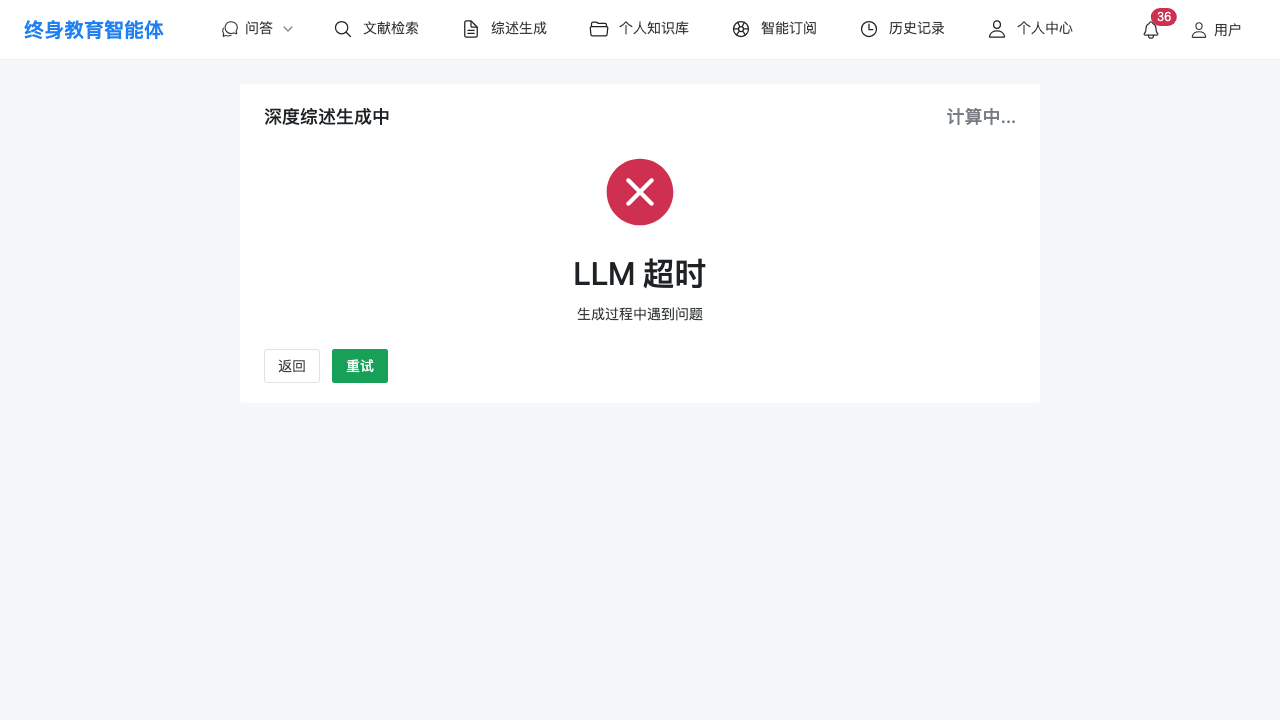 终身教育智能体 问答 文献检索 综述生成 个人知识库 智能订阅 历史记录 个人中心 36 用户
深度综述生成中 计算中...
LLM 超时
生成过程中遇到问题
返回 重试